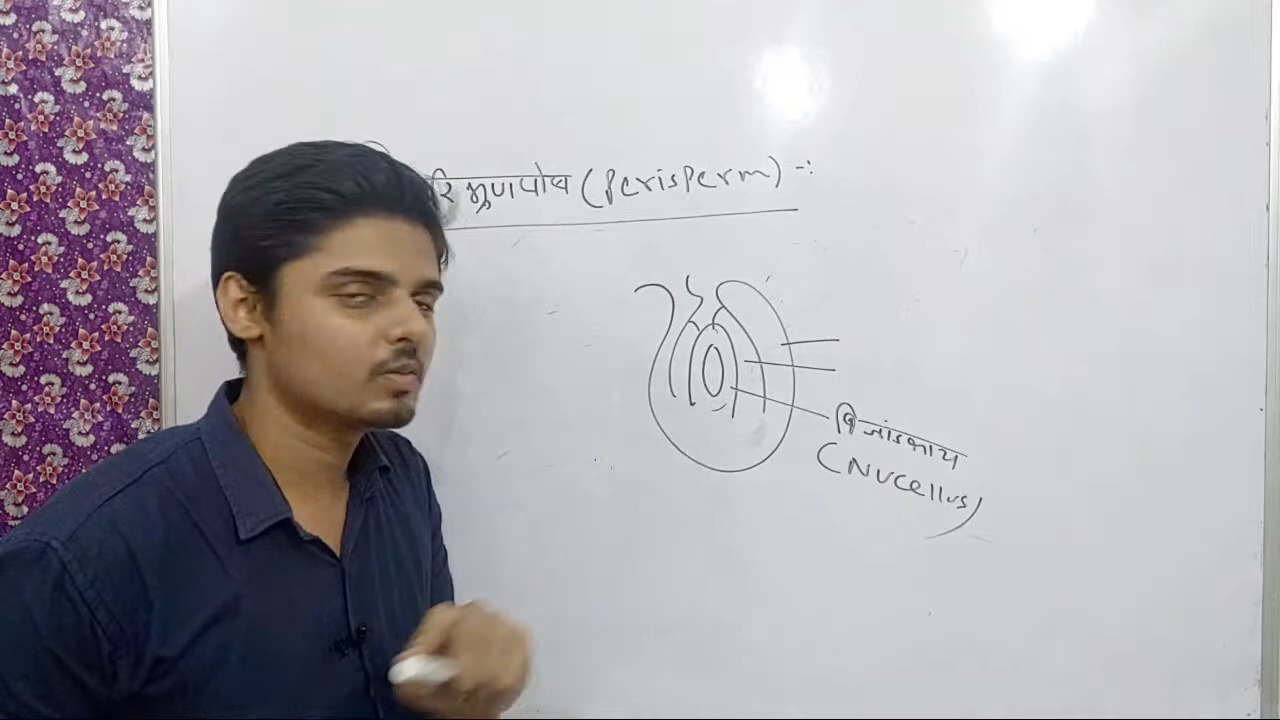 रि भ्रूणपोष (Perisperm) -:
बिजांडकाय
(Nucellus)